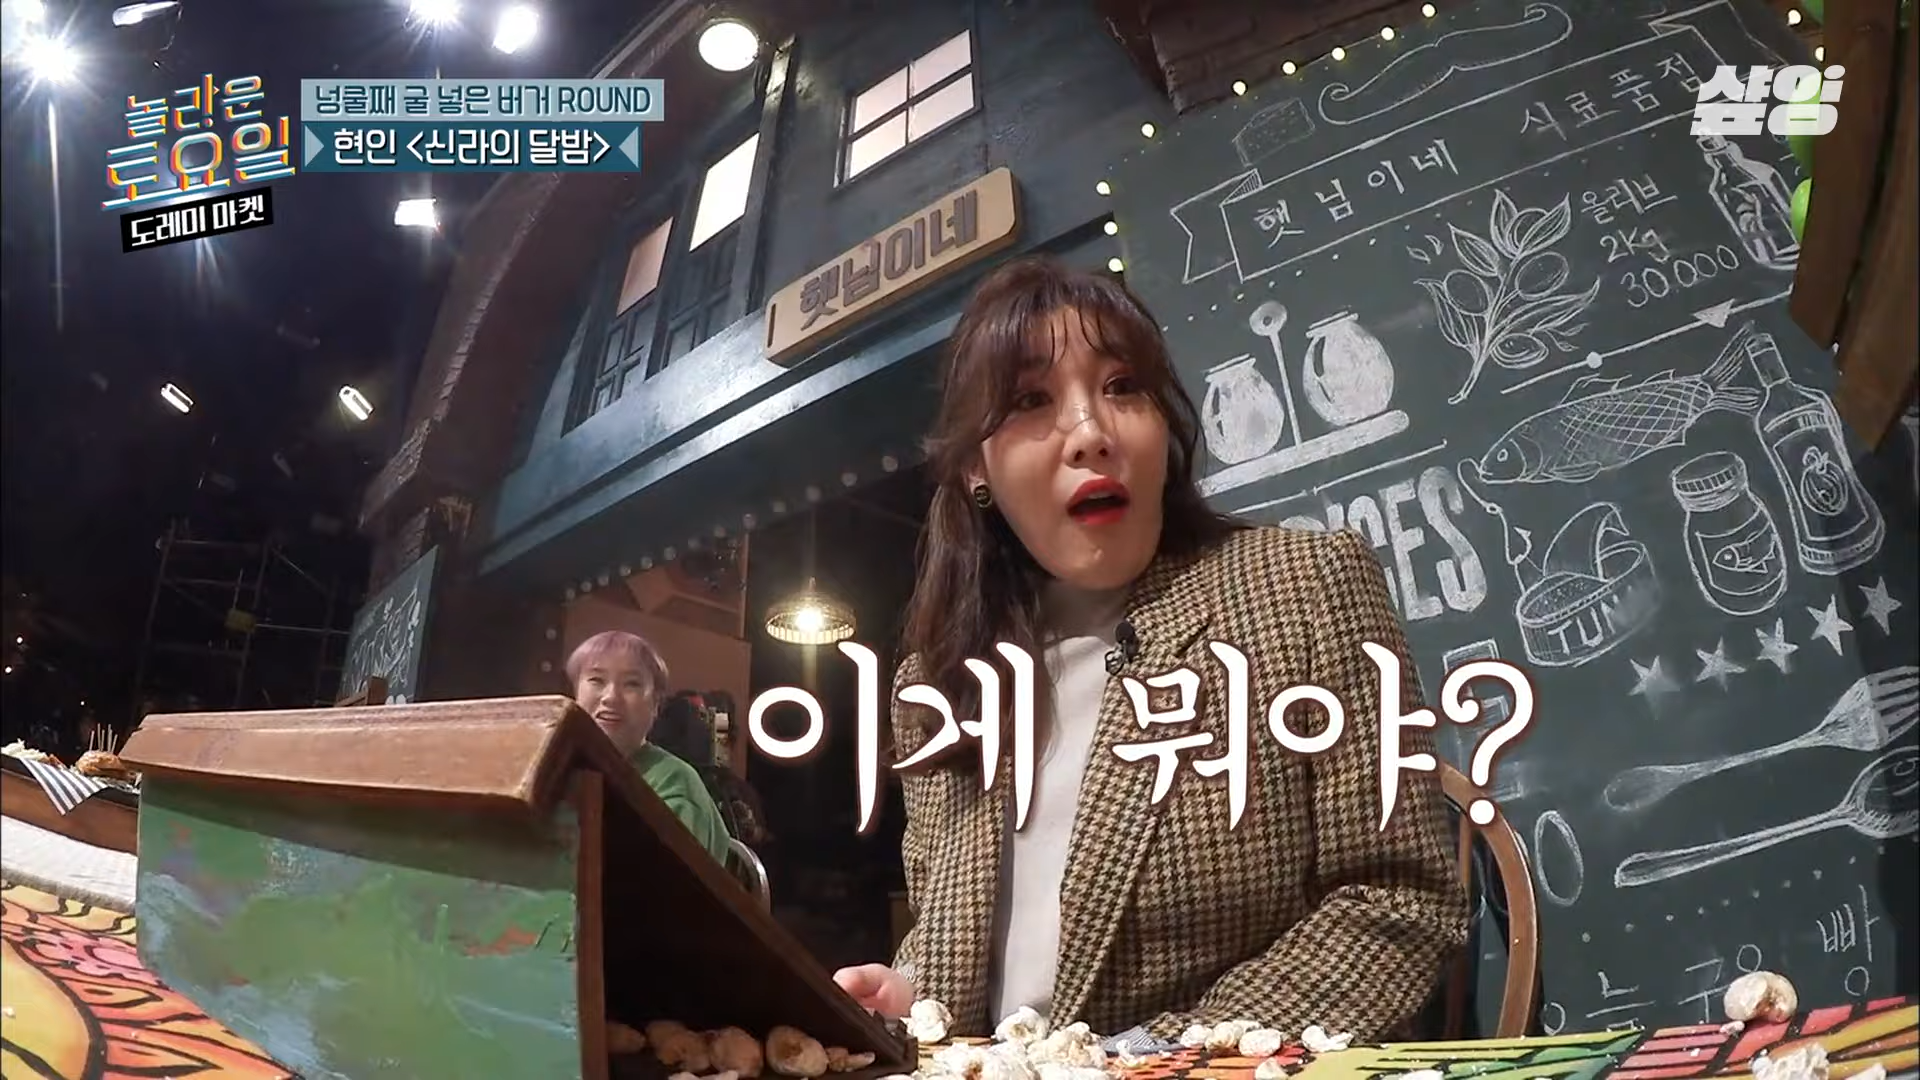 놀라운
토요일
도레미 마켓
넝쿨째 굴 넣은 버거 ROUND
현인 <신라의 달밤>
샾잉
햇님이네
햇님이네 식료품점
올리브
2kg
30.000
TUN
이게 뭐야?
빵